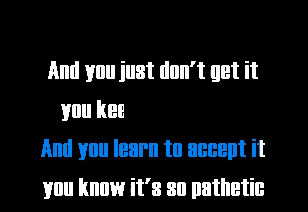 And you just don't get it
you kee
And you learn to accept it
you know it's so pathetic